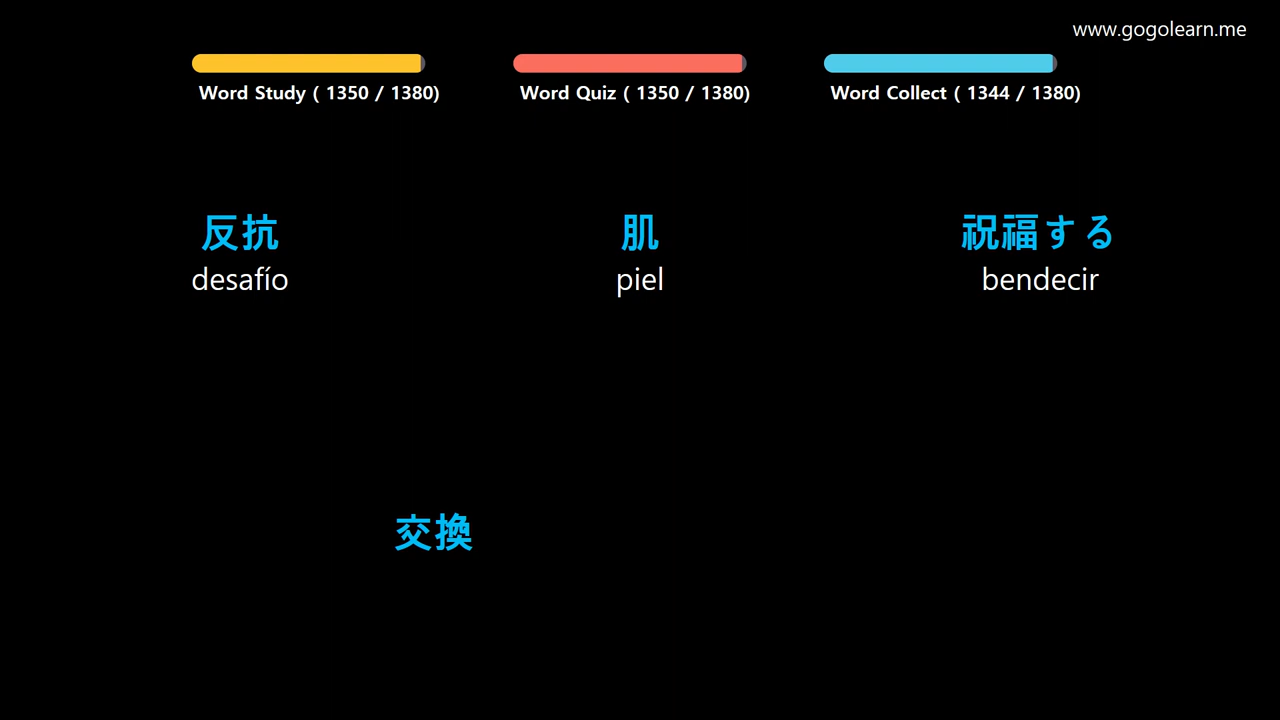 www.gogolearn.me
Word Study ( 1350 / 1380)
Word Quiz ( 1350 / 1380)
Word Collect ( 1344 / 1380)
反抗
desafío
肌
piel
祝福する
bendecir
交換